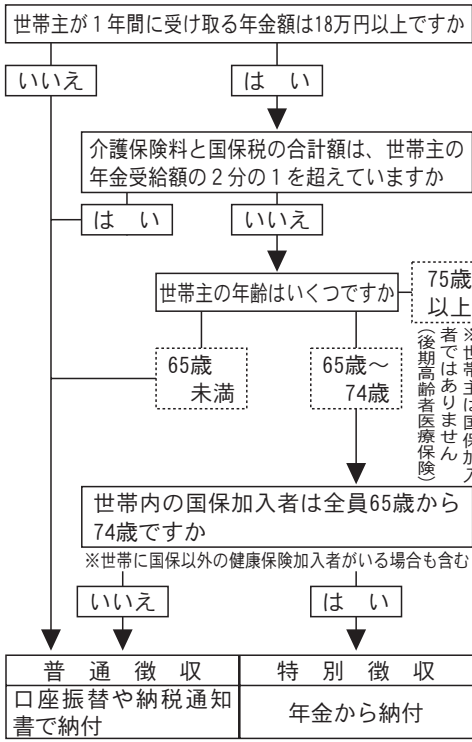 世帯主が1年間に受け取る年金額は18万円以上ですか
いいえ
は い
介護保険料と国保税の合計額は、世帯主の
年金受給額の2分の1を超えていますか
は い
いいえ
世帯主の年齢はいくつですか
75歳
以上
※世帯主は国保加入
者ではありません
（後期高齢者医療保険）
65歳
未満
65歳～
74歳
世帯内の国保加入者は全員65歳から
74歳ですか
※世帯に国保以外の健康保険加入者がいる場合も含む
いいえ
は い
普 通 徴 収
特 別 徴 収
口座振替や納税通知
書で納付
年金から納付